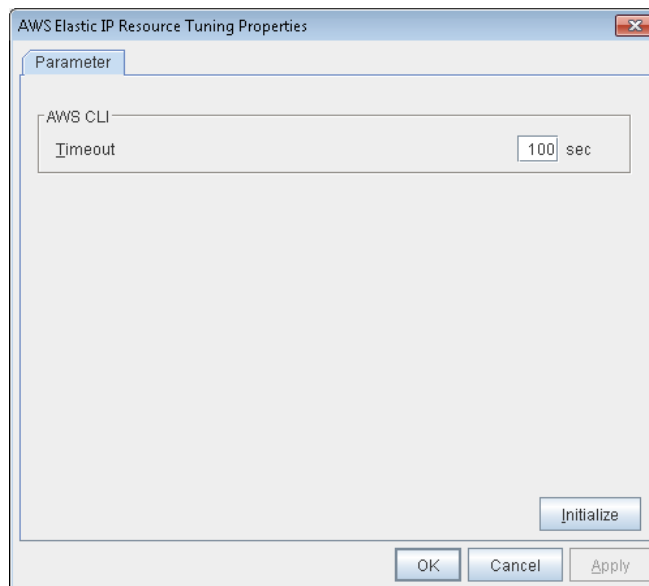 AWS Elastic IP Resource Tuning Properties
Parameter
AWS CLI
Timeout 100 sec
Initialize
OK Cancel Apply